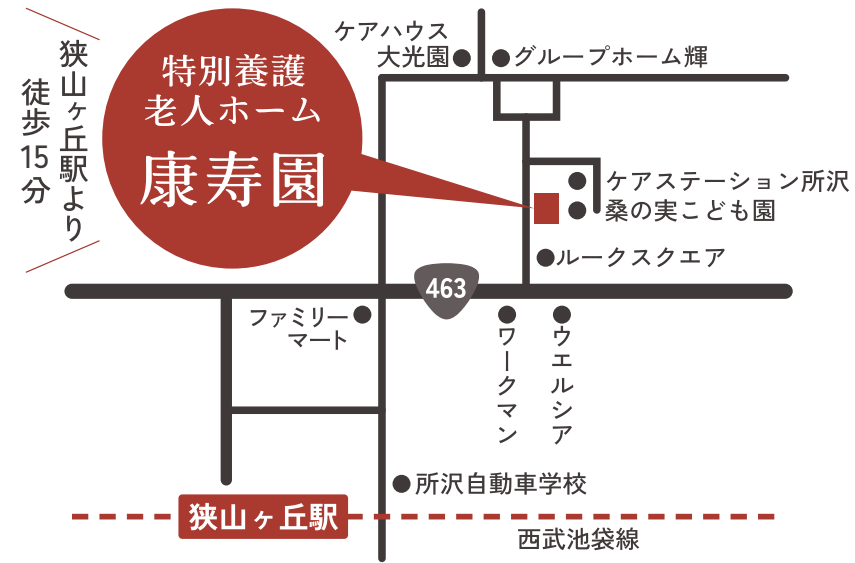 狭山ヶ丘駅より
徒歩15分
特別養護
老人ホーム
康寿園
ケアハウス
大光園
グループホーム輝
ケアステーション所沢
桑の実こども園
ルークスクエア
463
ファミリー
マート
ワークマン
ウエルシア
所沢自動車学校
狭山ヶ丘駅
西武池袋線